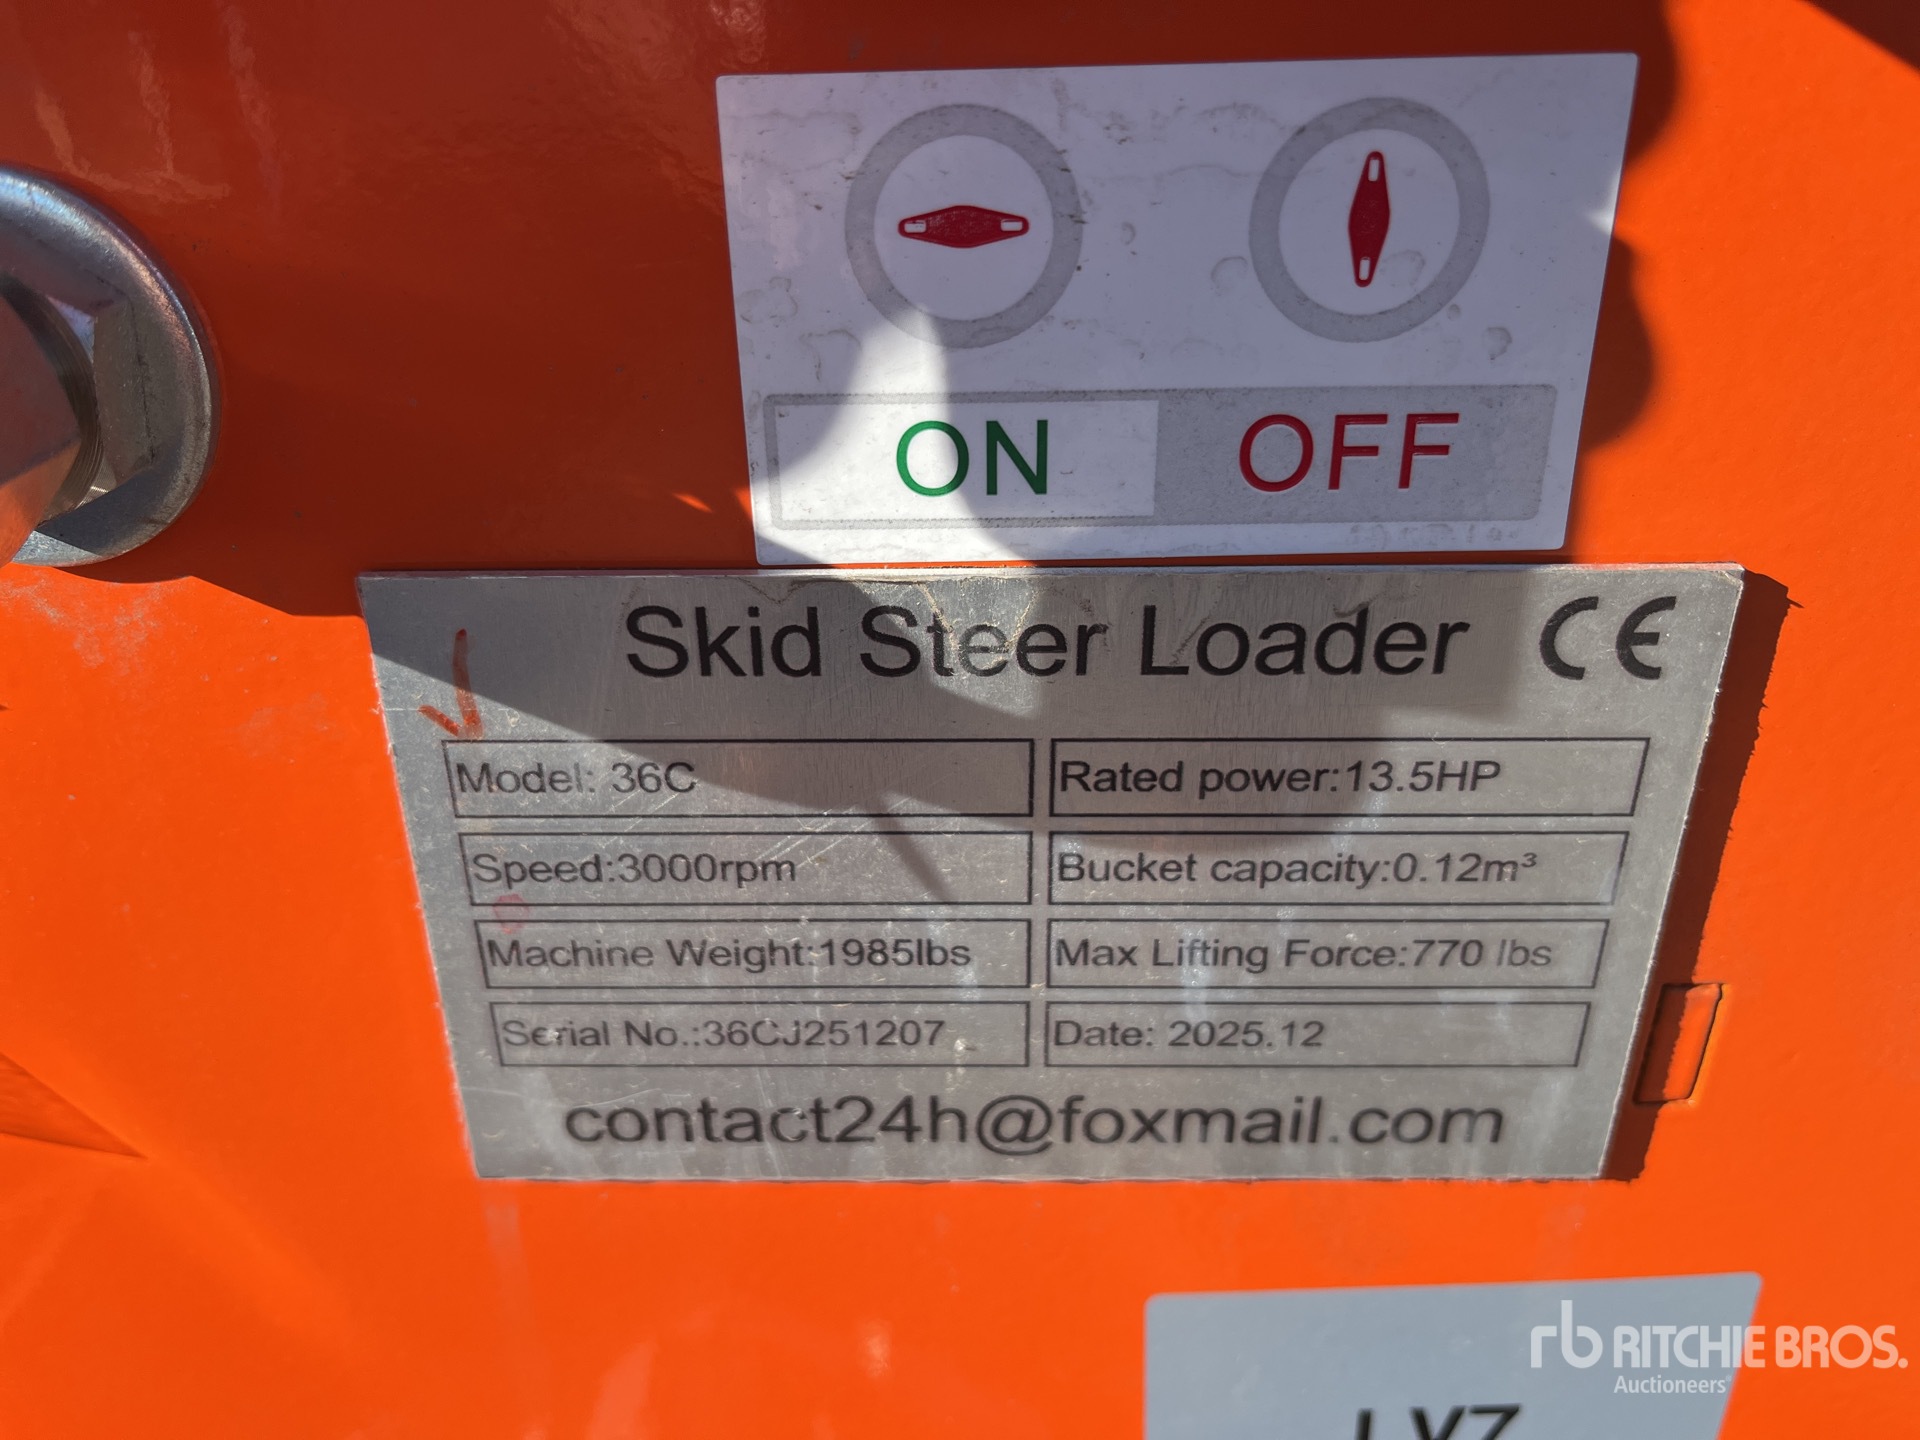 ON OFF
Skid Steer Loader CE
Model: 36C
Rated power:13.5HP
Speed:3000rpm
Bucket capacity:0.12m³
Machine Weight:1985lbs
Max Lifting Force:770 lbs
Serial No.:36CJ251207
Date: 2025.12
contact24h@foxmail.com
rb RITCHIE BROS.
Auctioneers